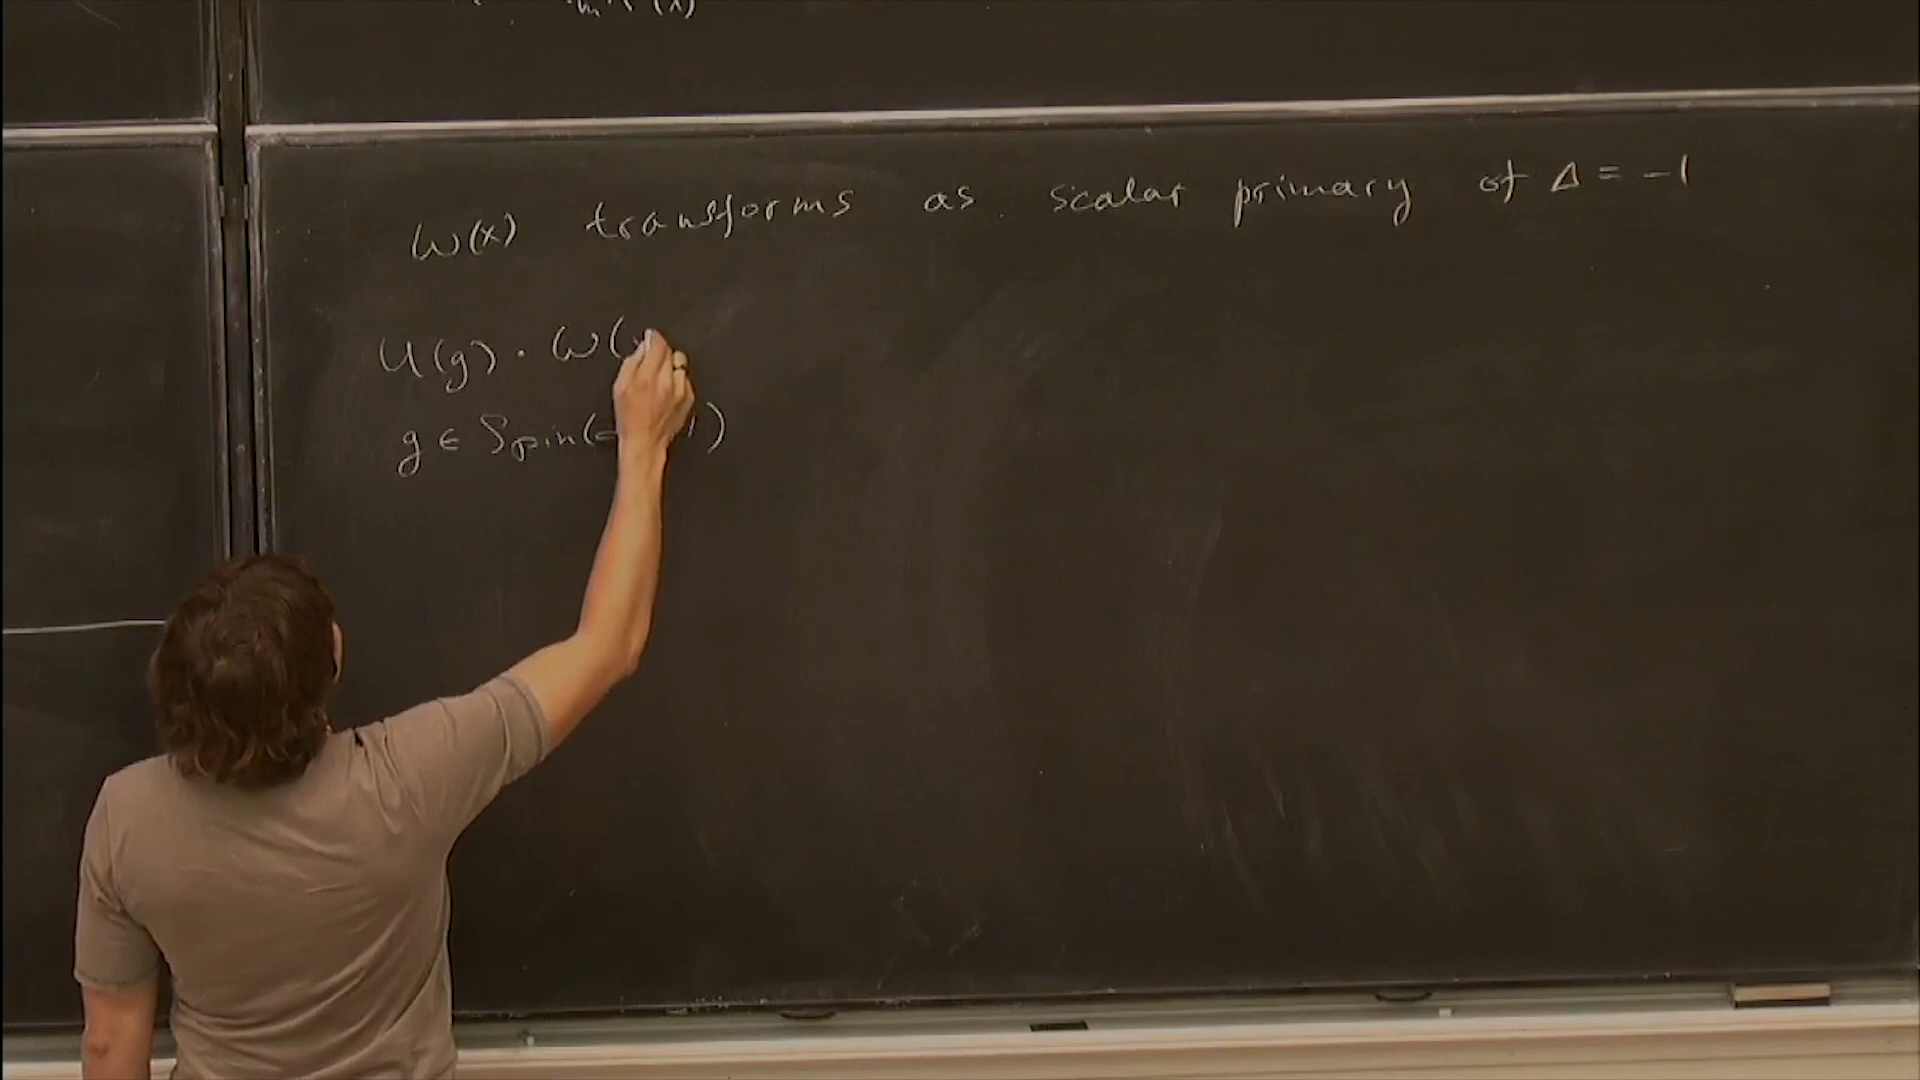 (x)
ω(x) transforms as scalar primary of Δ = -1
U(g) · ω(
g ∈ Spin(